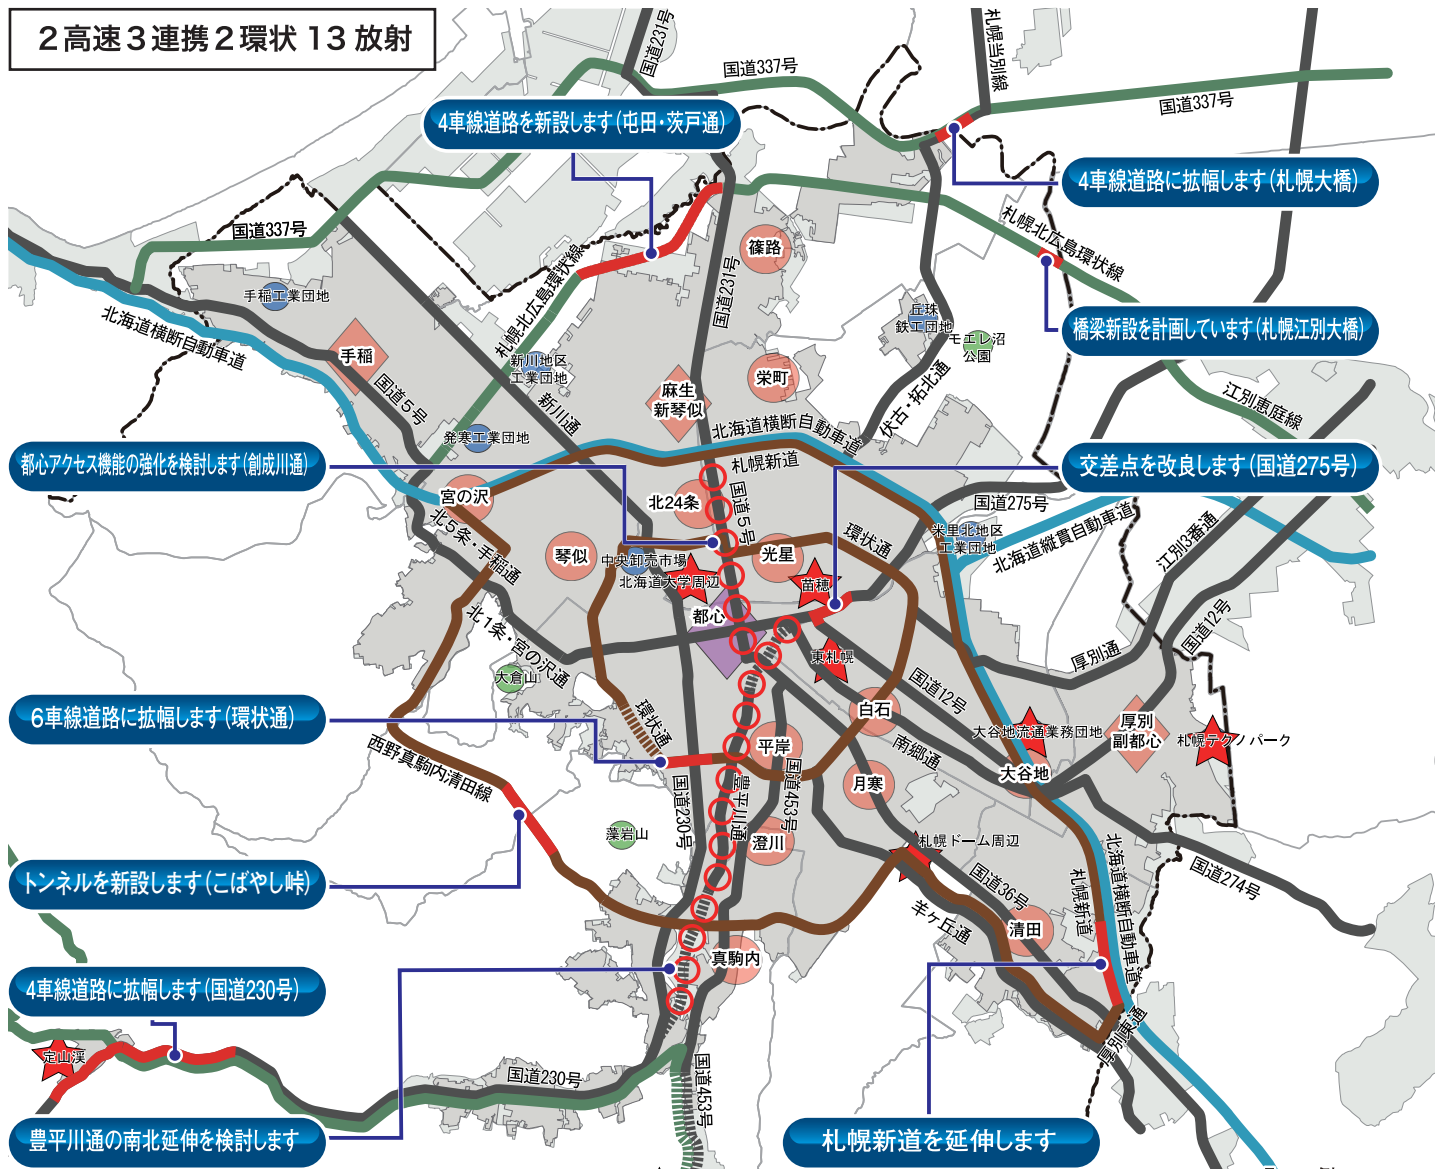 2高速3連携2環状13放射
国道231号
国道337号
札幌当別線
国道337号
4車線道路を新設します(屯田・茨戸通)
4車線道路に拡幅します(札幌大橋)
国道337号
札幌北広島環状線
篠路
札幌北広島環状線
国道231号
手稲工業団地
丘珠
鉄工団地
モエレ沼
公園
橋梁新設を計画しています(札幌江別大橋)
北海道横断自動車道
手稲
国道5号
新川地区
工業団地
新川通
栄町
麻生
新琴似
伏古・拓北通
江別恵庭線
発寒工業団地
北海道横断自動車道
札幌新道
都心アクセス機能の強化を検討します(創成川通)
交差点を改良します(国道275号)
宮の沢
北24条
国道5号
国道275号
北5条・手稲通
琴似
中央卸売市場
北海道大学周辺
光星
環状通
米里北地区
工業団地
北海道縦貫自動車道
江別3番通
苗穂
都心
北1条・宮の沢通
東札幌
国道12号
厚別通
大倉山
国道12号
6車線道路に拡幅します(環状通)
環状通
白石
平岸
南郷通
大谷地流通業務団地
厚別
副都心
札幌テクノパーク
西野真駒内清田線
国道230号
豊平川通
国道453号
月寒
大谷地
藻岩山
澄川
札幌ドーム周辺
国道36号
羊ヶ丘通
札幌新道
北海道横断自動車道
国道274号
トンネルを新設します(こばやし峠)
清田
真駒内
4車線道路に拡幅します(国道230号)
定山渓
国道230号
国道453号
厚別東通
豊平川通の南北延伸を検討します
札幌新道を延伸します